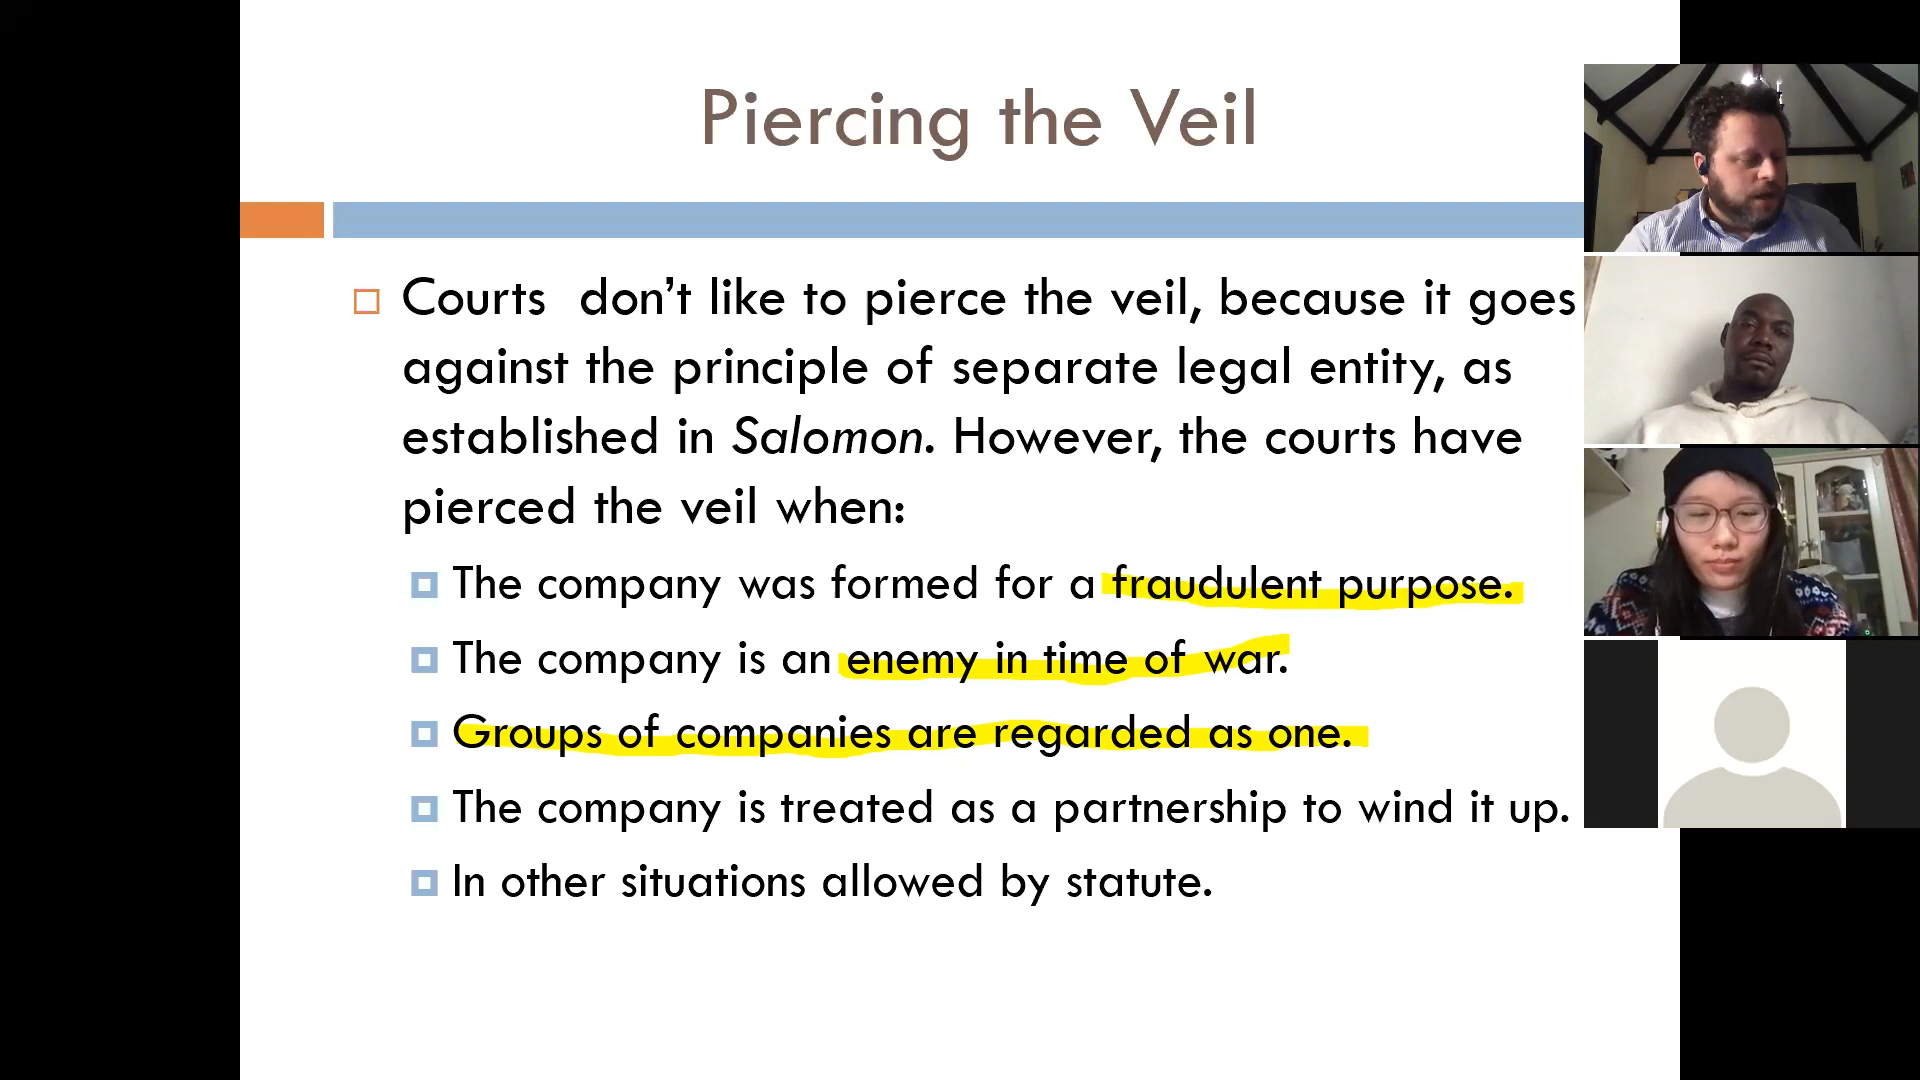 Piercing the Veil
Courts don't like to pierce the veil, because it goes
against the principle of separate legal entity, as
established in Salomon. However, the courts have
pierced the veil when:
The company was formed for a fraudulent purpose.
The company is an enemy in time of war.
Groups of companies are regarded as one.
The company is treated as a partnership to wind it up.
In other situations allowed by statute.